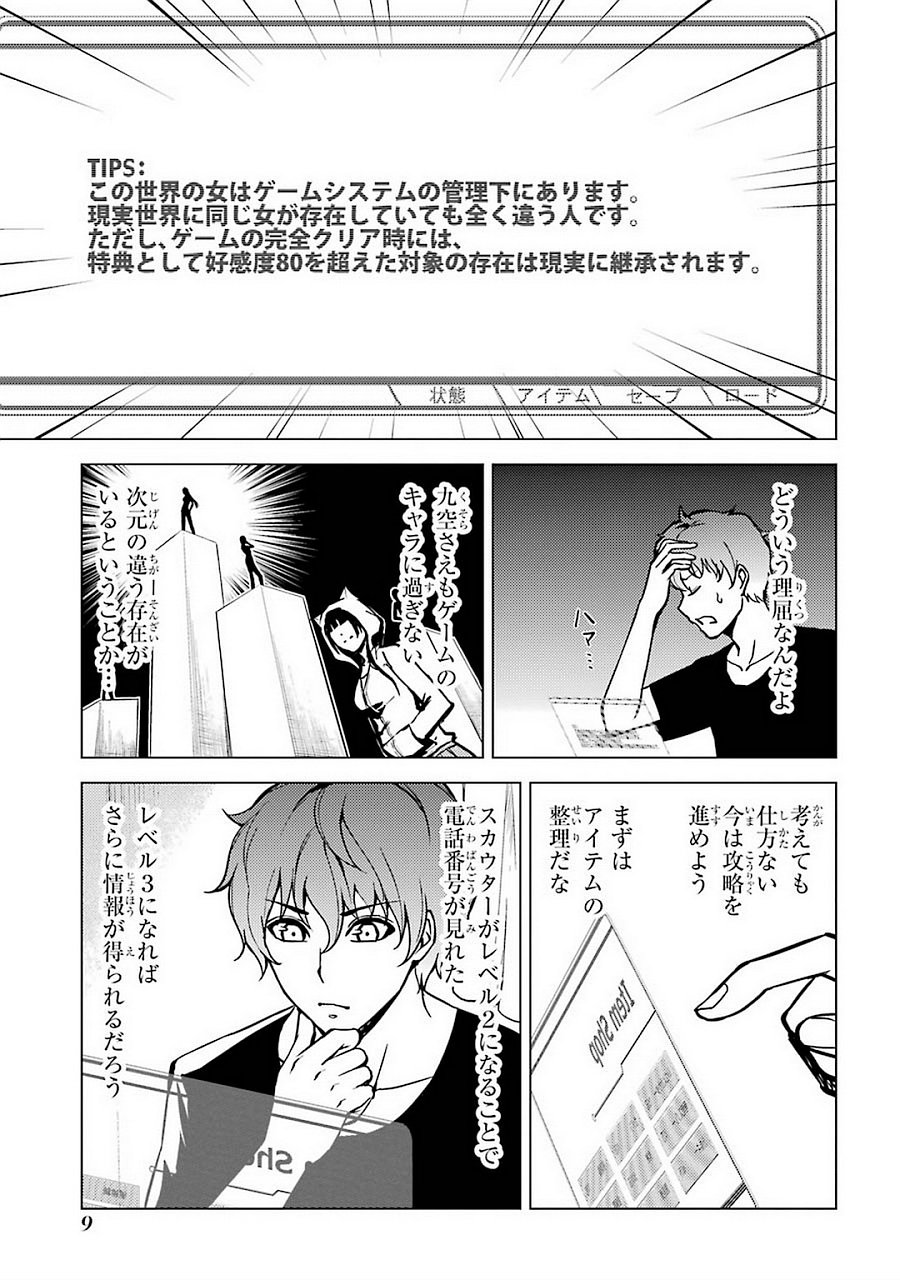 TIPS:
この世界の女はゲームシステムの管理下にあります。
現実世界に同じ女が存在していても全く違う人です。
ただし、ゲームの完全クリア時には、
特典として好感度80を超えた対象の存在は現実に継承されます。
状態
アイテム
セーブ
ロード
どういう理屈なんだよ
ハァ…
九空さえもゲームの
キャラに過ぎない
次元の違う存在が
いるということか…
考えても
仕方ない
今は攻略を
進めよう
まずは
アイテムの
整理だな
Item Shop
スカウターがレベル2になることで
電話番号が見れた
レベル3になれば
さらに情報が得られるだろう
9